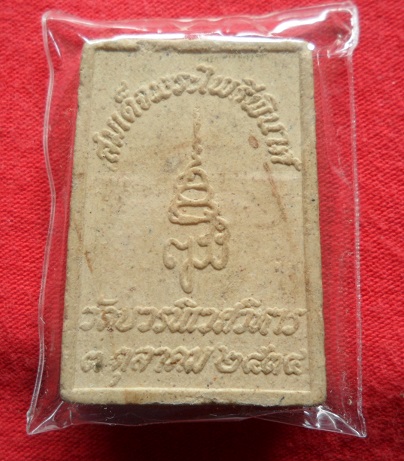 สมเด็จพระไพรีพินาศ
วัดบวรนิเวศวิหาร
๓ ตุลาคม ๒๕๓๔